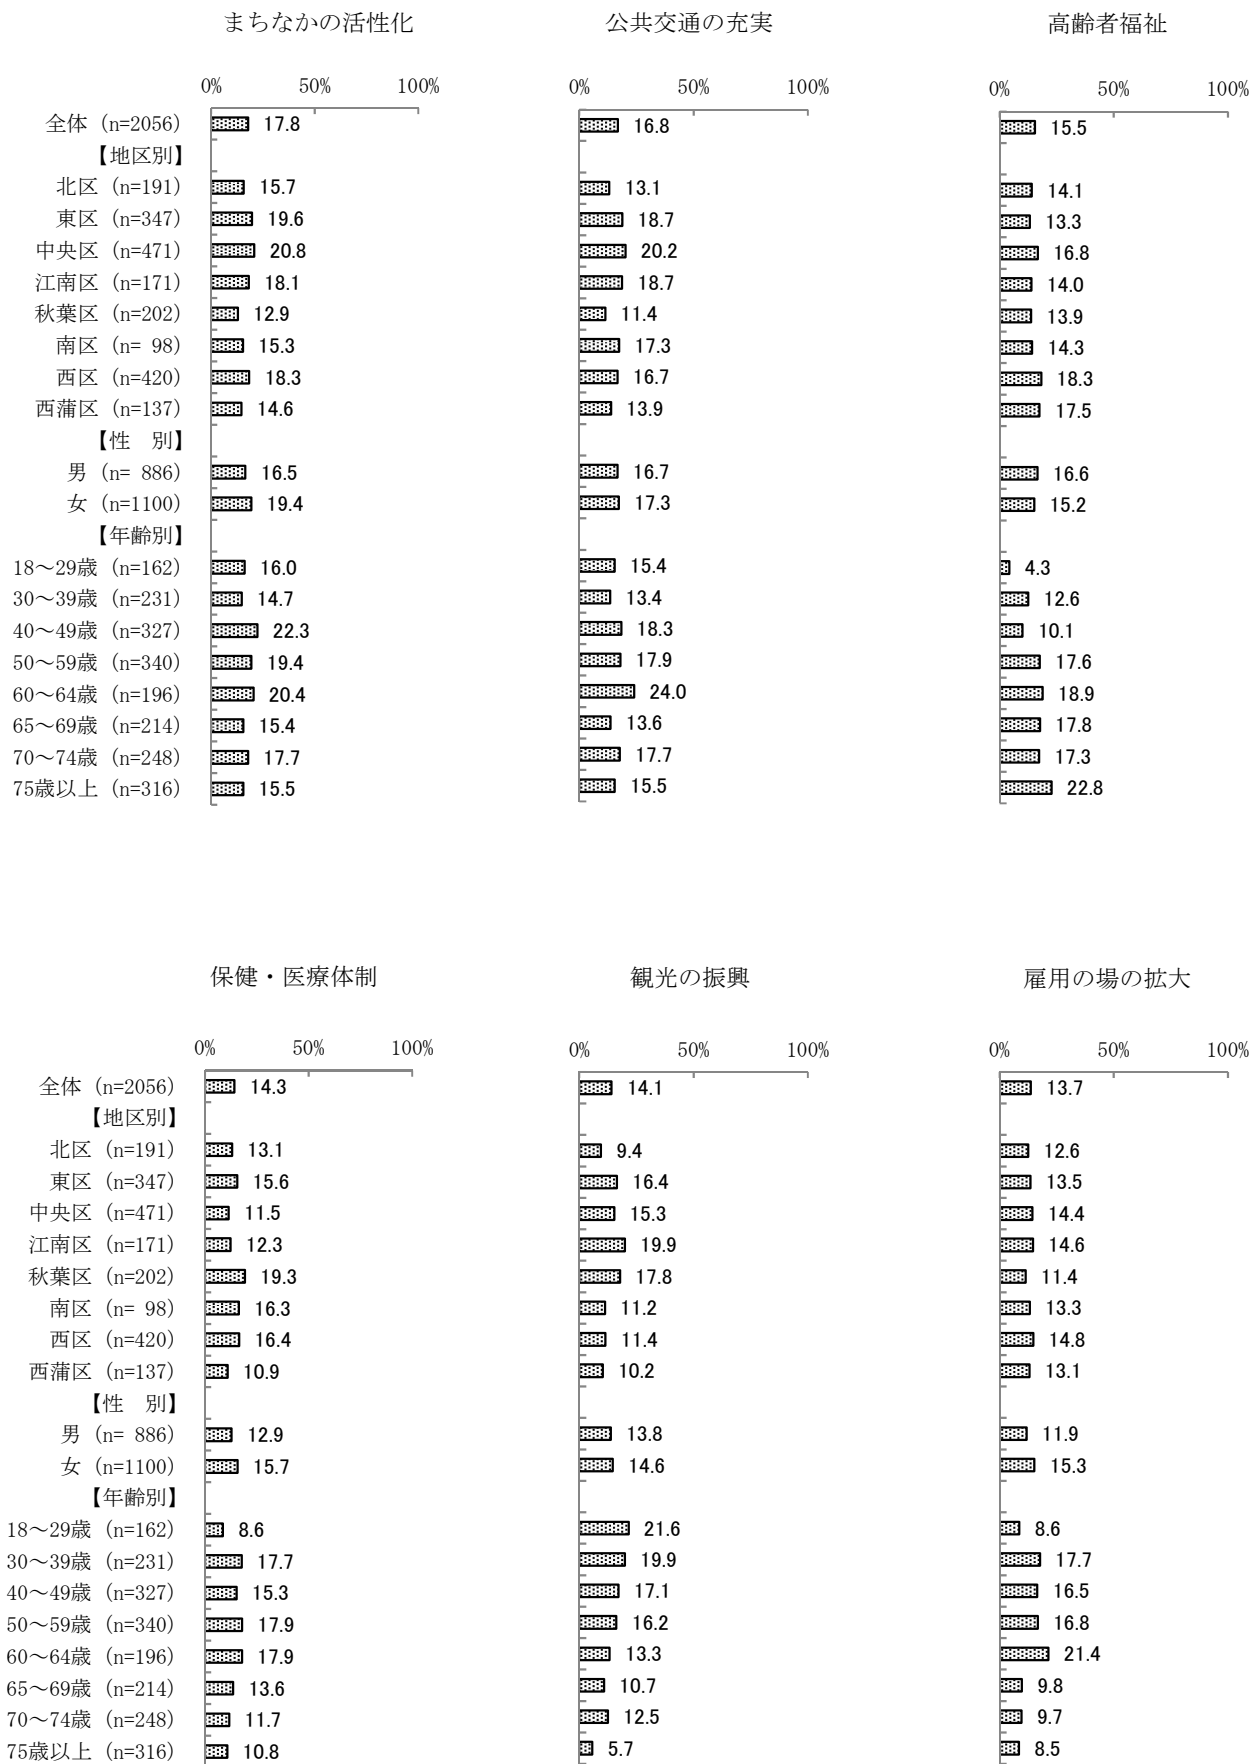 まちなかの活性化 公共交通の充実 高齢者福祉
0% 50% 100% 0% 50% 100% 0% 50% 100%
全体 (n=2056) 17.8 16.8 15.5
【地区別】
北区 (n=191) 15.7 13.1 14.1
東区 (n=347) 19.6 18.7 13.3
中央区 (n=471) 20.8 20.2 16.8
江南区 (n=171) 18.1 18.7 14.0
秋葉区 (n=202) 12.9 11.4 13.9
南区 (n= 98) 15.3 17.3 14.3
西区 (n=420) 18.3 16.7 18.3
西蒲区 (n=137) 14.6 13.9 17.5
【性　別】
男 (n= 886) 16.5 16.7 16.6
女 (n=1100) 19.4 17.3 15.2
【年齢別】
18～29歳 (n=162) 16.0 15.4 4.3
30～39歳 (n=231) 14.7 13.4 12.6
40～49歳 (n=327) 22.3 18.3 10.1
50～59歳 (n=340) 19.4 17.9 17.6
60～64歳 (n=196) 20.4 24.0 18.9
65～69歳 (n=214) 15.4 13.6 17.8
70～74歳 (n=248) 17.7 17.7 17.3
75歳以上 (n=316) 15.5 15.5 22.8
保健・医療体制 観光の振興 雇用の場の拡大
0% 50% 100% 0% 50% 100% 0% 50% 100%
全体 (n=2056) 14.3 14.1 13.7
【地区別】
北区 (n=191) 13.1 9.4 12.6
東区 (n=347) 15.6 16.4 13.5
中央区 (n=471) 11.5 15.3 14.4
江南区 (n=171) 12.3 19.9 14.6
秋葉区 (n=202) 19.3 17.8 11.4
南区 (n= 98) 16.3 11.2 13.3
西区 (n=420) 16.4 11.4 14.8
西蒲区 (n=137) 10.9 10.2 13.1
【性　別】
男 (n= 886) 12.9 13.8 11.9
女 (n=1100) 15.7 14.6 15.3
【年齢別】
18～29歳 (n=162) 8.6 21.6 8.6
30～39歳 (n=231) 17.7 19.9 17.7
40～49歳 (n=327) 15.3 17.1 16.5
50～59歳 (n=340) 17.9 16.2 16.8
60～64歳 (n=196) 17.9 13.3 21.4
65～69歳 (n=214) 13.6 10.7 9.8
70～74歳 (n=248) 11.7 12.5 9.7
75歳以上 (n=316) 10.8 5.7 8.5